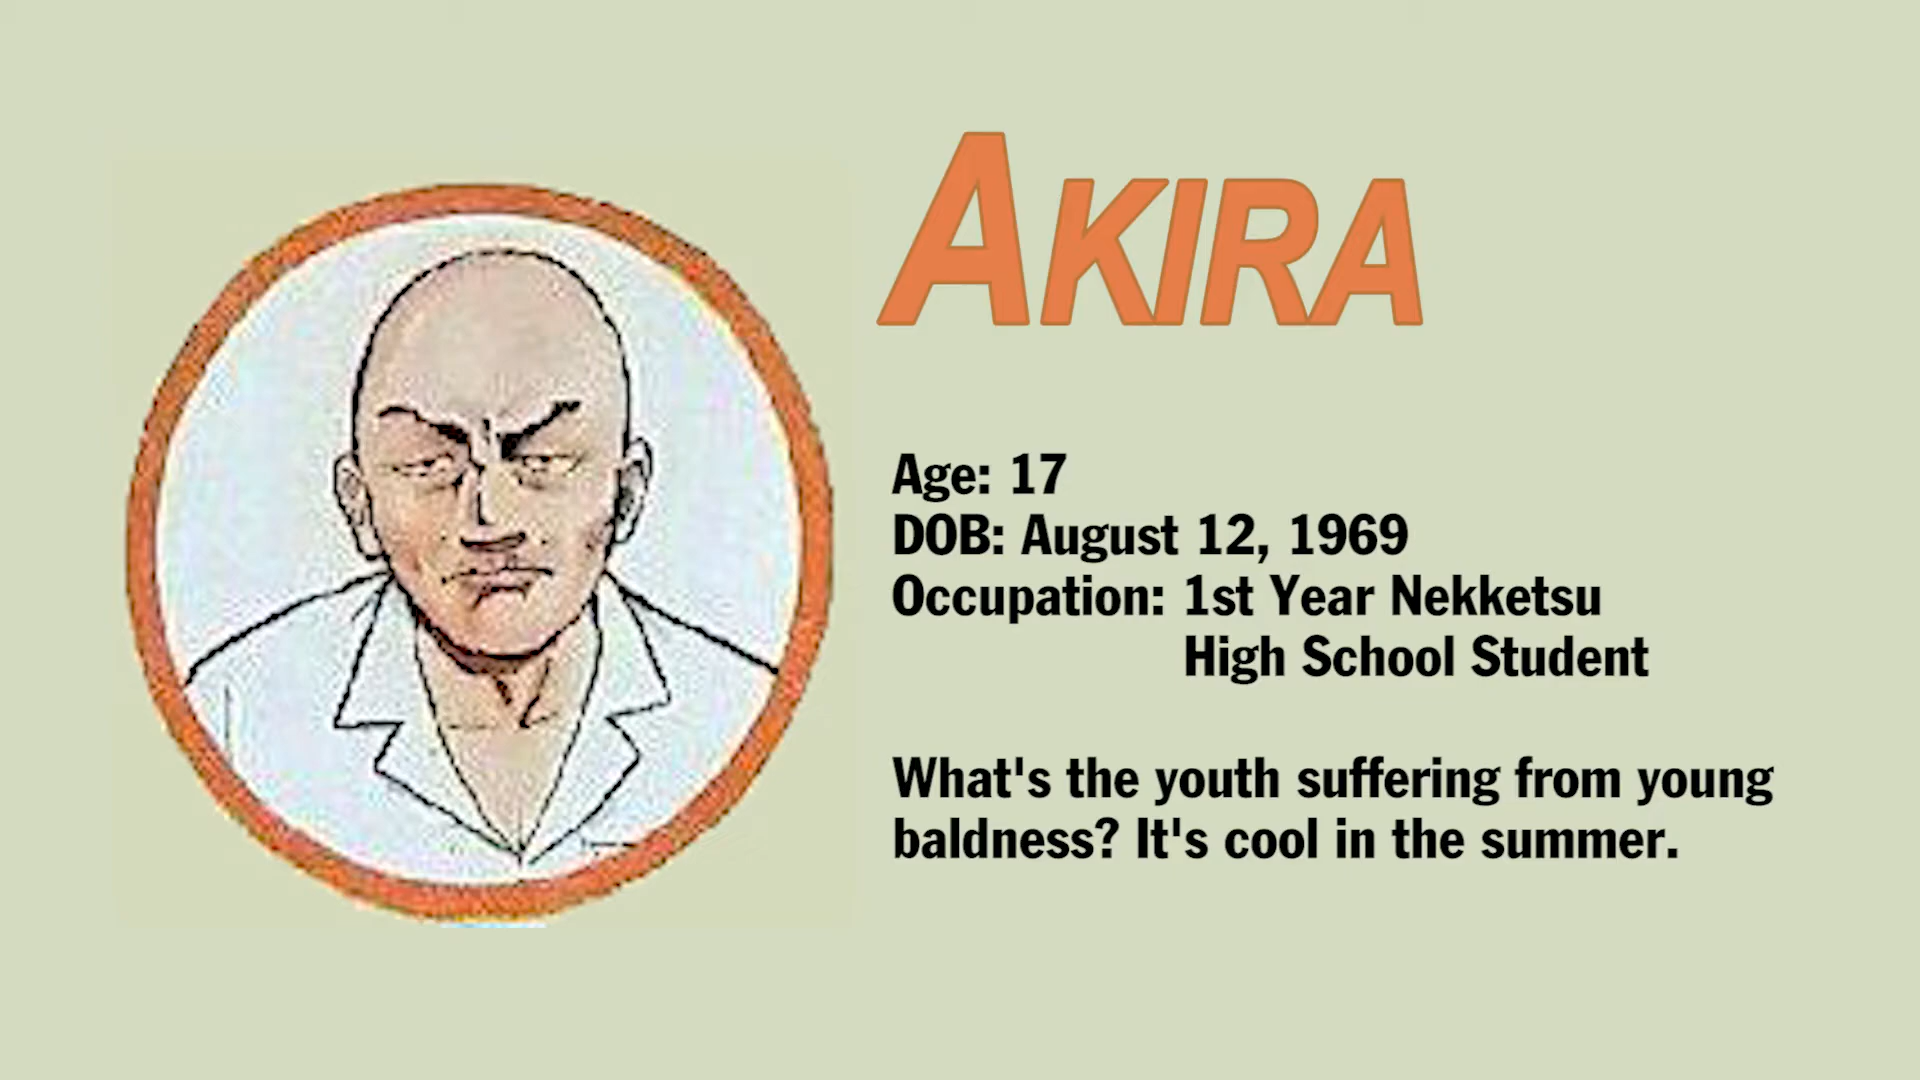 AKIRA
Age: 17
DOB: August 12, 1969
Occupation: 1st Year Nekketsu
High School Student
What's the youth suffering from young
baldness? It's cool in the summer.